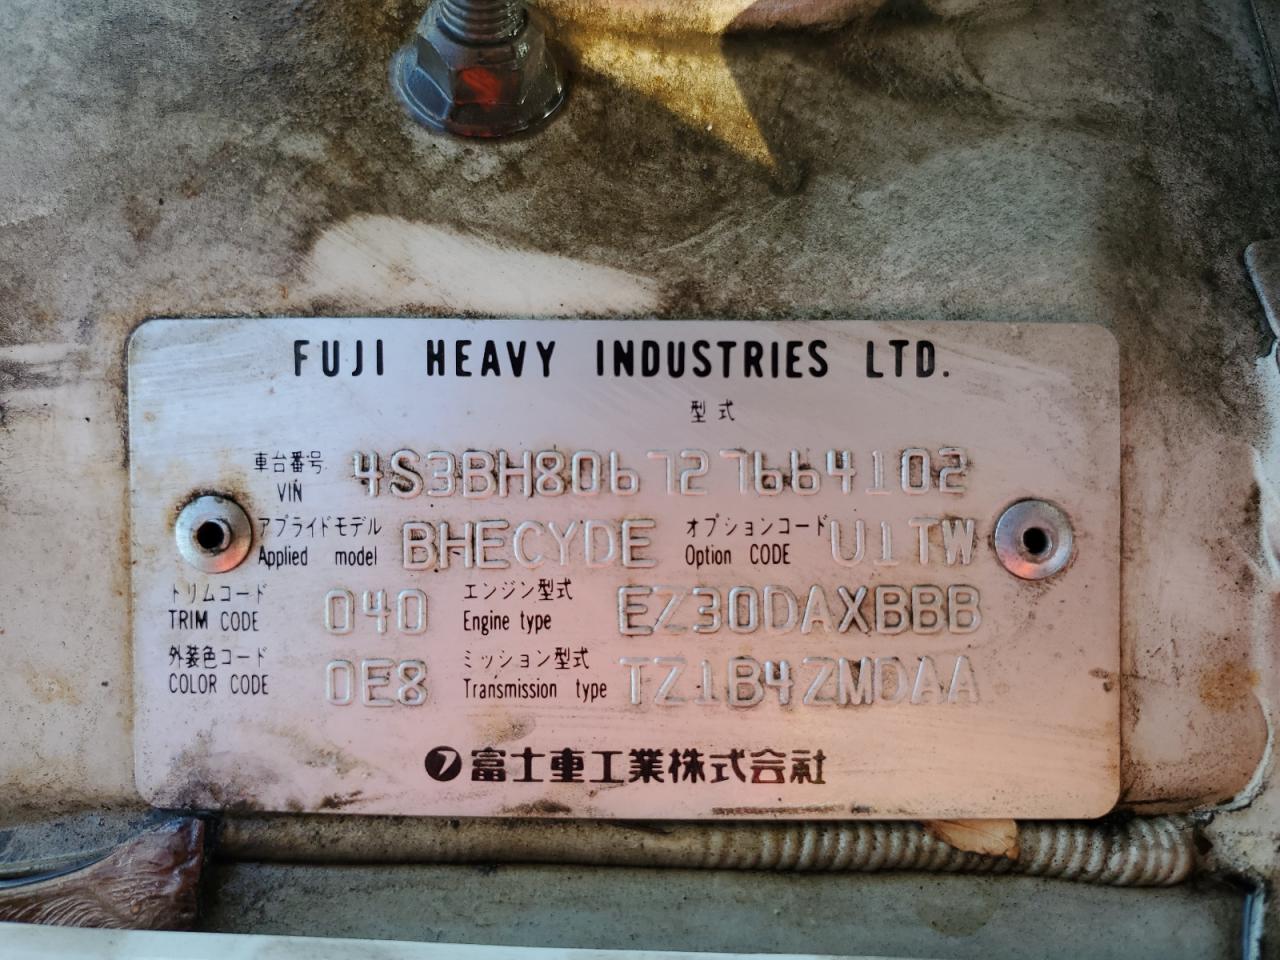 FUJI HEAVY INDUSTRIES LTD.
型式
車台番号 VIN 4S3BH806727664102
アプライドモデル Applied model BHECYDE オプションコード Option CODE U1TW
トリムコード TRIM CODE 040 エンジン型式 Engine type EZ30DAXBBB
外装色コード COLOR CODE 0E8 ミッション型式 Transmission type TZ1B4ZMDAA
富士重工業株式会社